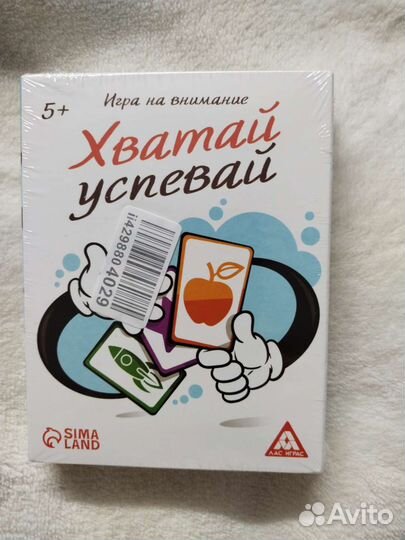 5+
Игра на внимание
Хватай
успевай
ii4298804029
SIMA
LAND
ЛАС ИГРАС
Avito